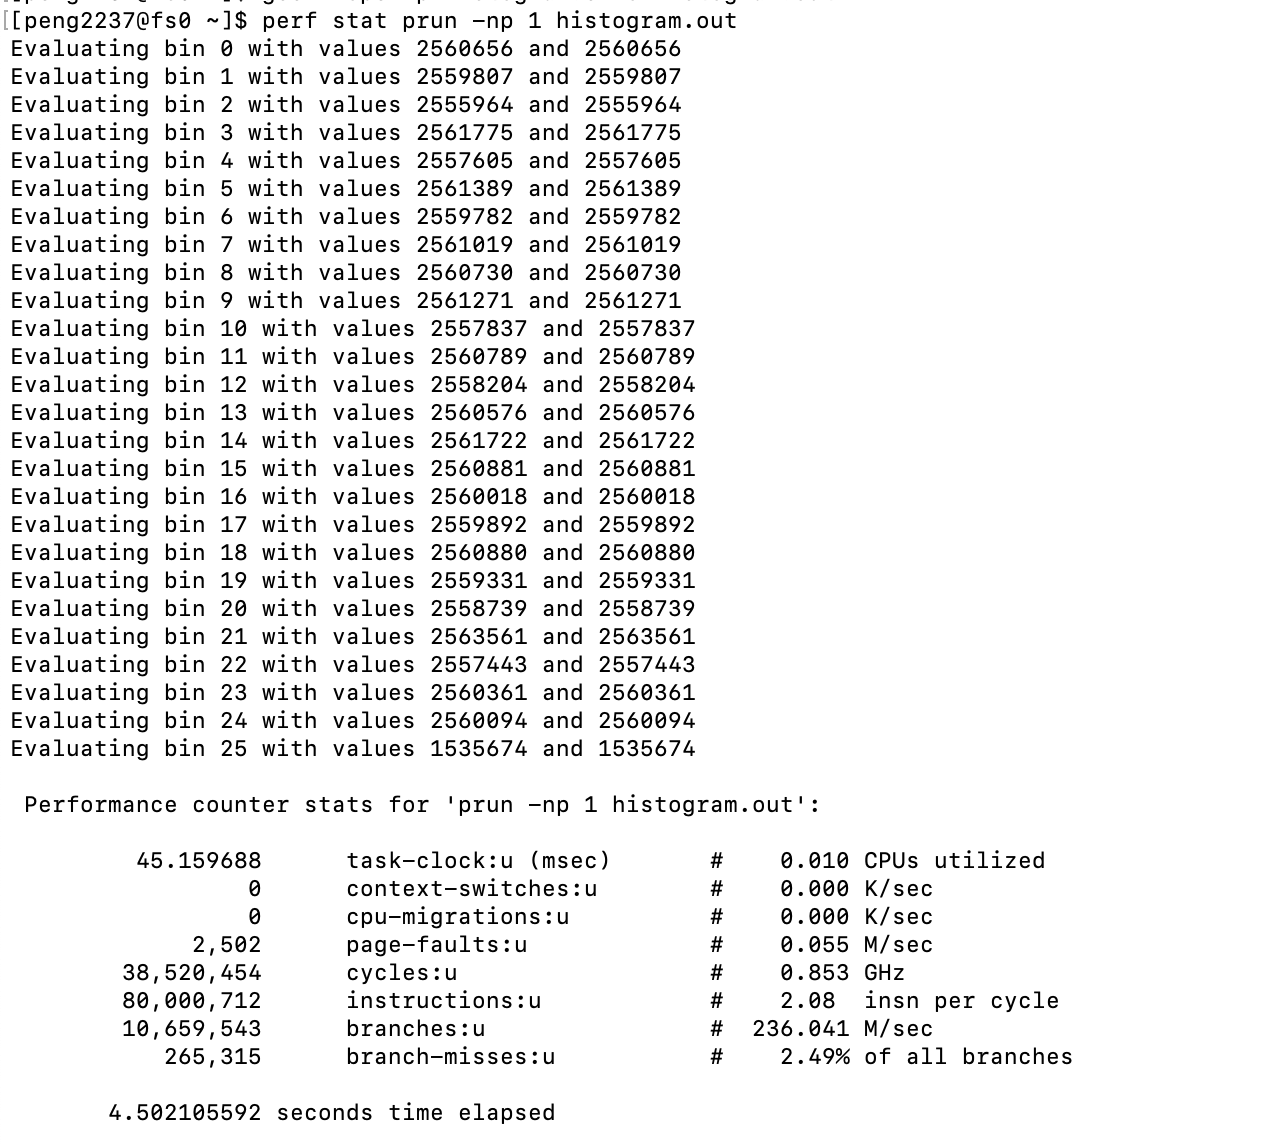 [[peng2237@fs0 ~]$ perf stat prun -np 1 histogram.out
Evaluating bin 0 with values 2560656 and 2560656
Evaluating bin 1 with values 2559807 and 2559807
Evaluating bin 2 with values 2555964 and 2555964
Evaluating bin 3 with values 2561775 and 2561775
Evaluating bin 4 with values 2557605 and 2557605
Evaluating bin 5 with values 2561389 and 2561389
Evaluating bin 6 with values 2559782 and 2559782
Evaluating bin 7 with values 2561019 and 2561019
Evaluating bin 8 with values 2560730 and 2560730
Evaluating bin 9 with values 2561271 and 2561271
Evaluating bin 10 with values 2557837 and 2557837
Evaluating bin 11 with values 2560789 and 2560789
Evaluating bin 12 with values 2558204 and 2558204
Evaluating bin 13 with values 2560576 and 2560576
Evaluating bin 14 with values 2561722 and 2561722
Evaluating bin 15 with values 2560881 and 2560881
Evaluating bin 16 with values 2560018 and 2560018
Evaluating bin 17 with values 2559892 and 2559892
Evaluating bin 18 with values 2560880 and 2560880
Evaluating bin 19 with values 2559331 and 2559331
Evaluating bin 20 with values 2558739 and 2558739
Evaluating bin 21 with values 2563561 and 2563561
Evaluating bin 22 with values 2557443 and 2557443
Evaluating bin 23 with values 2560361 and 2560361
Evaluating bin 24 with values 2560094 and 2560094
Evaluating bin 25 with values 1535674 and 1535674
Performance counter stats for 'prun -np 1 histogram.out':
45.159688 task-clock:u (msec) # 0.010 CPUs utilized
0 context-switches:u # 0.000 K/sec
0 cpu-migrations:u # 0.000 K/sec
2,502 page-faults:u # 0.055 M/sec
38,520,454 cycles:u # 0.853 GHz
80,000,712 instructions:u # 2.08 insn per cycle
10,659,543 branches:u # 236.041 M/sec
265,315 branch-misses:u # 2.49% of all branches
4.502105592 seconds time elapsed